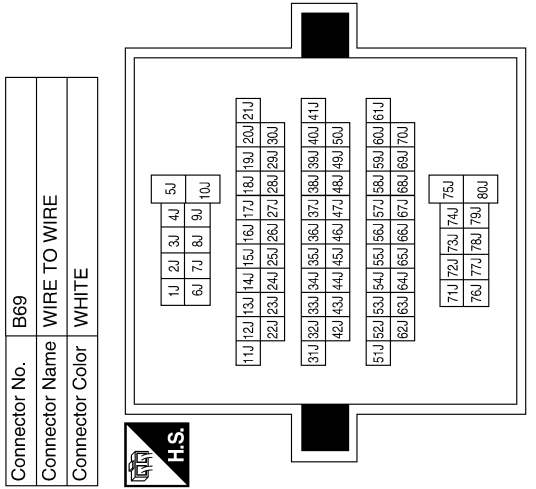 Connector No. B69
Connector Name WIRE TO WIRE
Connector Color WHITE
H.S.
1J 2J 3J 4J 5J
6J 7J 8J 9J 10J
11J 12J 13J 14J 15J 16J 17J 18J 19J 20J 21J
22J 23J 24J 25J 26J 27J 28J 29J 30J
31J 32J 33J 34J 35J 36J 37J 38J 39J 40J 41J
42J 43J 44J 45J 46J 47J 48J 49J 50J
51J 52J 53J 54J 55J 56J 57J 58J 59J 60J 61J
62J 63J 64J 65J 66J 67J 68J 69J 70J
71J 72J 73J 74J 75J
76J 77J 78J 79J 80J